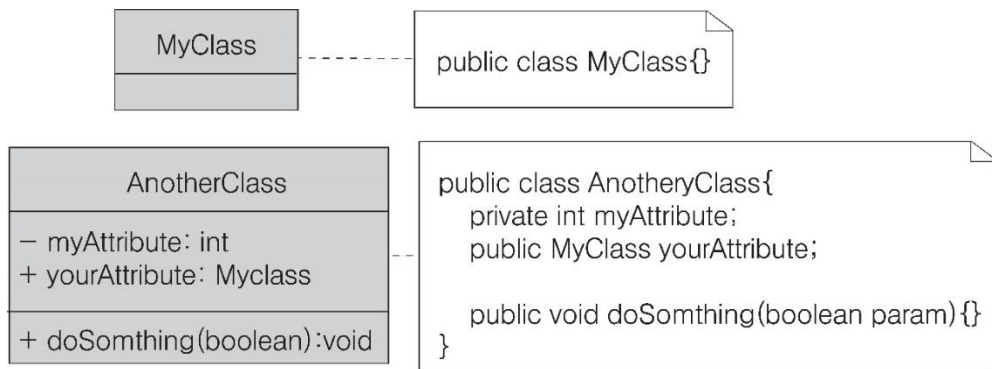 MyClass
public class MyClass{}
AnotherClass
− myAttribute: int
+ yourAttribute: Myclass
+ doSomthing(boolean):void
public class AnotheryClass{
private int myAttribute;
public MyClass yourAttribute;
public void doSomthing(boolean param){}
}